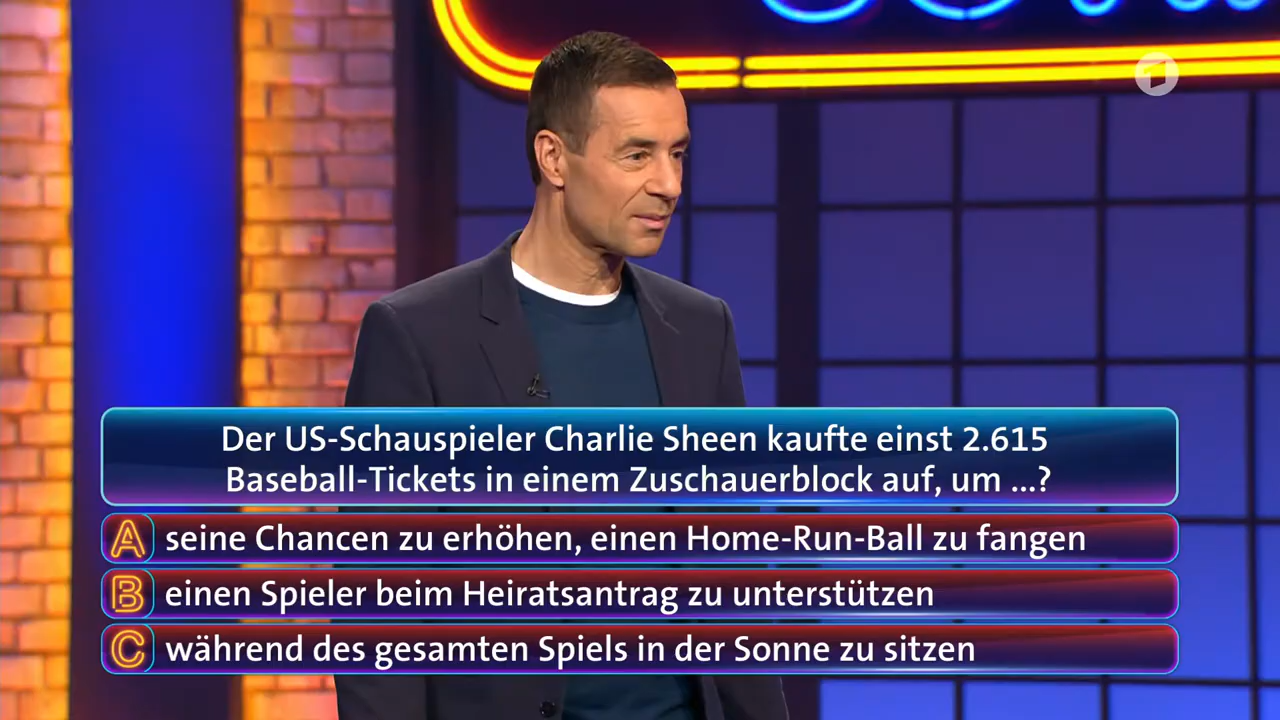 1
Der US-Schauspieler Charlie Sheen kaufte einst 2.615
Baseball-Tickets in einem Zuschauerblock auf, um ...?
A seine Chancen zu erhöhen, einen Home-Run-Ball zu fangen
B einen Spieler beim Heiratsantrag zu unterstützen
C während des gesamten Spiels in der Sonne zu sitzen